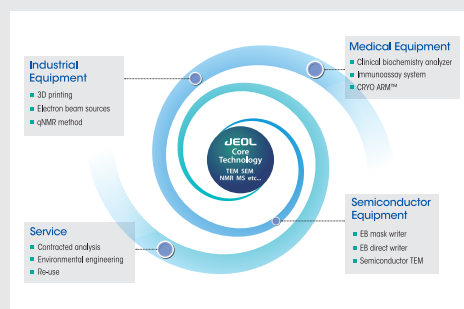 Industrial
Equipment
3D printing
Electron beam sources
qNMR method
Medical Equipment
Clinical biochemistry analyzer
Immunoassay system
CRYO ARM™
JEOL
Core
Technology
TEM SEM
NMR MS etc...
Service
Contracted analysis
Environmental engineering
Re-use
Semiconductor
Equipment
EB mask writer
EB direct writer
Semiconductor TEM